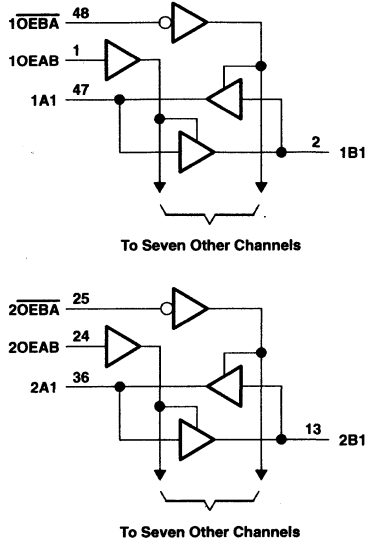 1OEBA 48
1OEAB 1
1A1 47
2 1B1
To Seven Other Channels
2OEBA 25
2OEAB 24
2A1 36
13 2B1
To Seven Other Channels